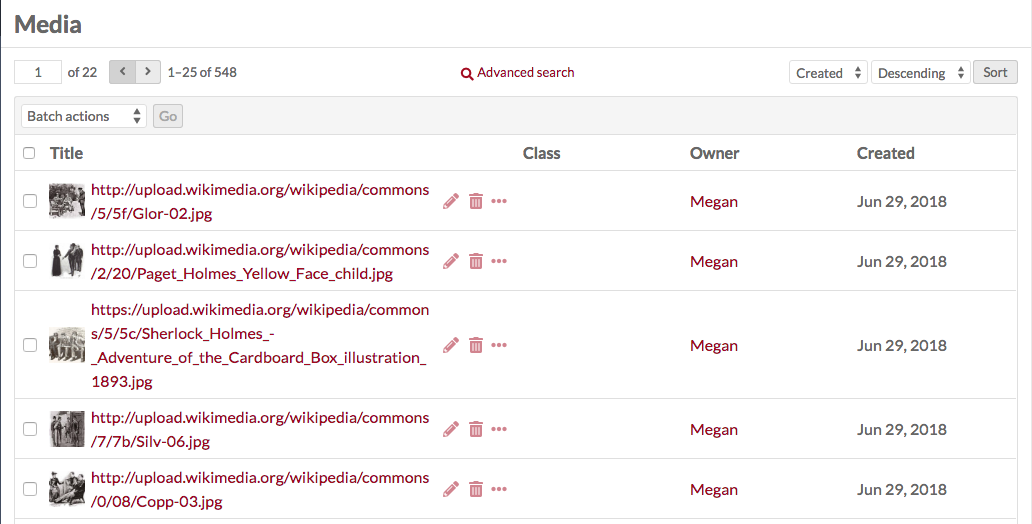 Media
1 of 22 1–25 of 548 Advanced search Created Descending Sort
Batch actions Go
Title Class Owner Created
http://upload.wikimedia.org/wikipedia/commons
/5/5f/Glor-02.jpg
Megan Jun 29, 2018
http://upload.wikimedia.org/wikipedia/commons
/2/20/Paget_Holmes_Yellow_Face_child.jpg
Megan Jun 29, 2018
https://upload.wikimedia.org/wikipedia/common
s/5/5c/Sherlock_Holmes_-
_Adventure_of_the_Cardboard_Box_illustration_
1893.jpg
Megan Jun 29, 2018
http://upload.wikimedia.org/wikipedia/commons
/7/7b/Silv-06.jpg
Megan Jun 29, 2018
http://upload.wikimedia.org/wikipedia/commons
/0/08/Copp-03.jpg
Megan Jun 29, 2018